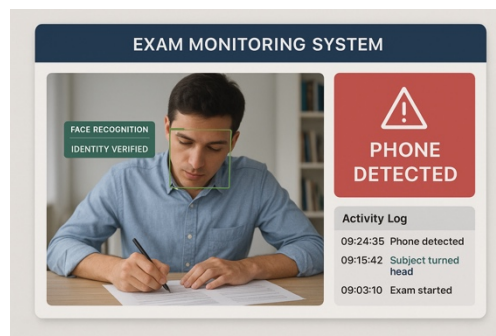 EXAM MONITORING SYSTEM
FACE RECOGNITION
IDENTITY VERIFIED
PHONE
DETECTED
Activity Log
09:24:35 Phone detected
09:15:42 Subject turned
head
09:03:10 Exam started